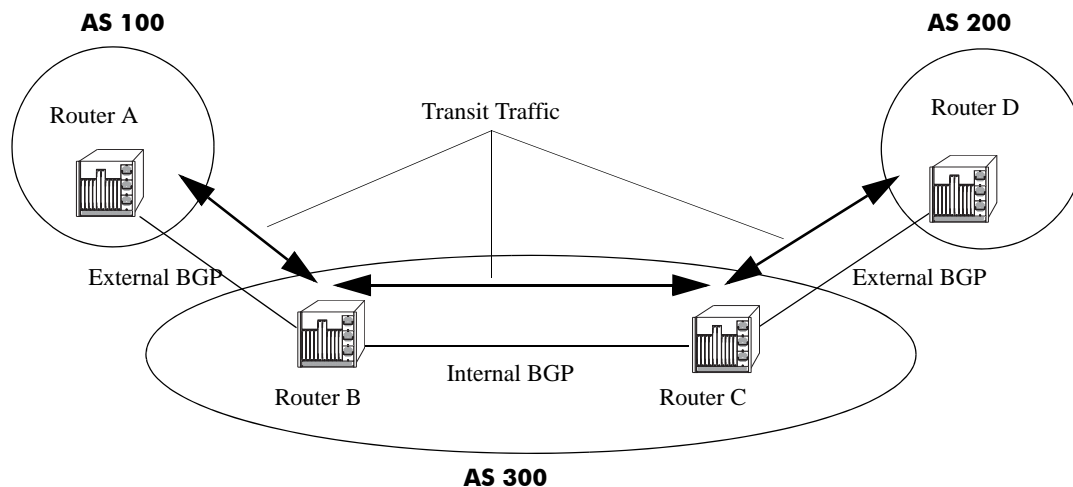 AS 100
AS 200
Router A
Transit Traffic
Router D
External BGP
External BGP
Internal BGP
Router B
Router C
AS 300